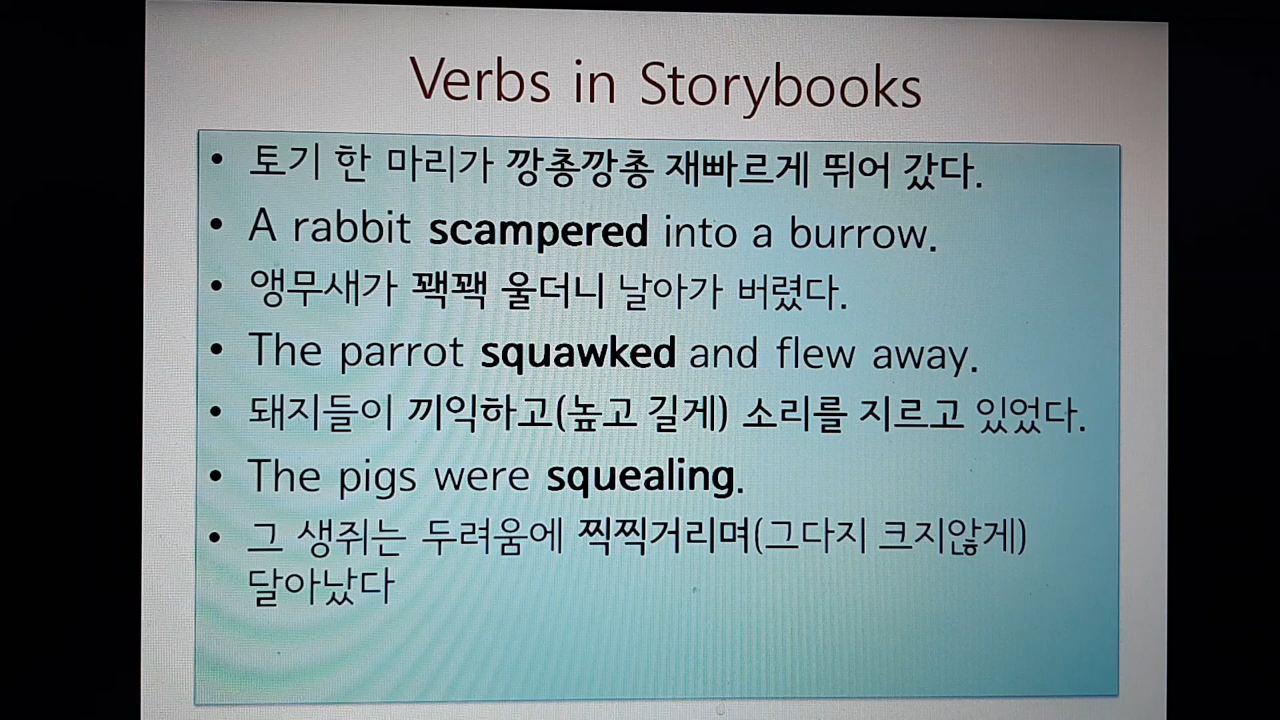 Verbs in Storybooks
• 토기 한 마리가 깡총깡총 재빠르게 뛰어 갔다.
• A rabbit scampered into a burrow.
• 앵무새가 꽥꽥 울더니 날아가 버렸다.
• The parrot squawked and flew away.
• 돼지들이 끼익하고(높고 길게) 소리를 지르고 있었다.
• The pigs were squealing.
• 그 생쥐는 두려움에 찍찍거리며(그다지 크지않게)
달아났다